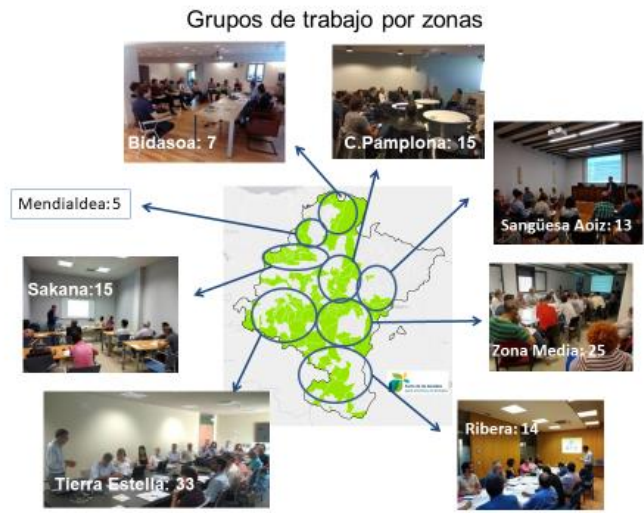 Grupos de trabajo por zonas
Bidasoa: 7
C.Pamplona: 15
Mendialdea:5
Sangüesa Aoiz: 13
Sakana:15
Zona Media: 25
Tierra Estella: 33
Ribera: 14